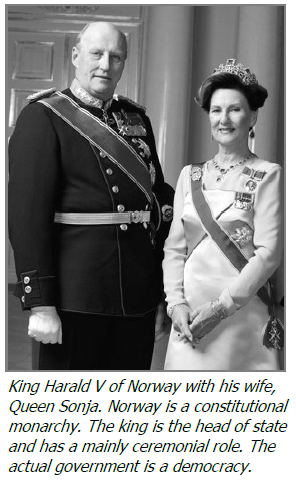 King Harald V of Norway with his wife,
Queen Sonja. Norway is a constitutional
monarchy. The king is the head of state
and has a mainly ceremonial role. The
actual government is a democracy.